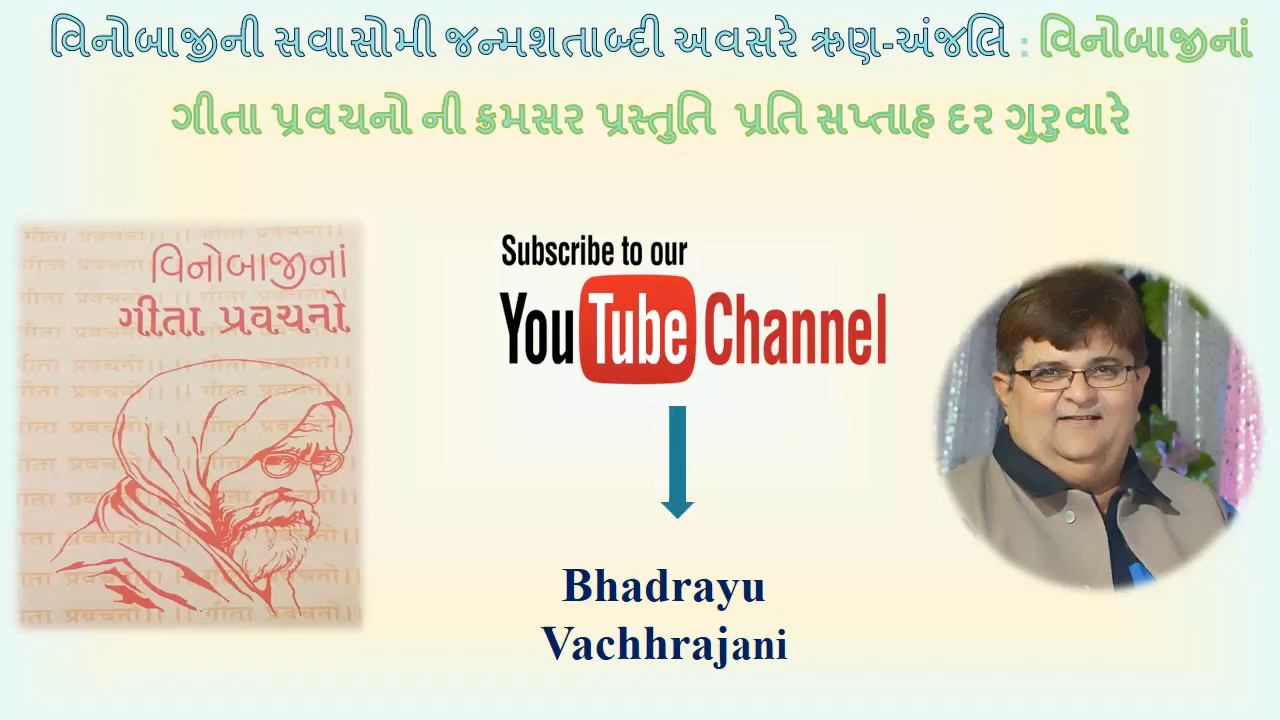 વિનોબાજીની સવાસોમી જન્મશતાબ્દી અવસરે ઋણ-અંજલિ : વિનોબાજીનાં
ગીતા પ્રવચનો ની ક્રમસર પ્રસ્તુતિ પ્રતિ સપ્તાહ દર ગુરુવારે
વિનોબાજીનાં
ગીતા પ્રવચનો
Subscribe to our
YouTube Channel
Bhadrayu
Vachhrajani